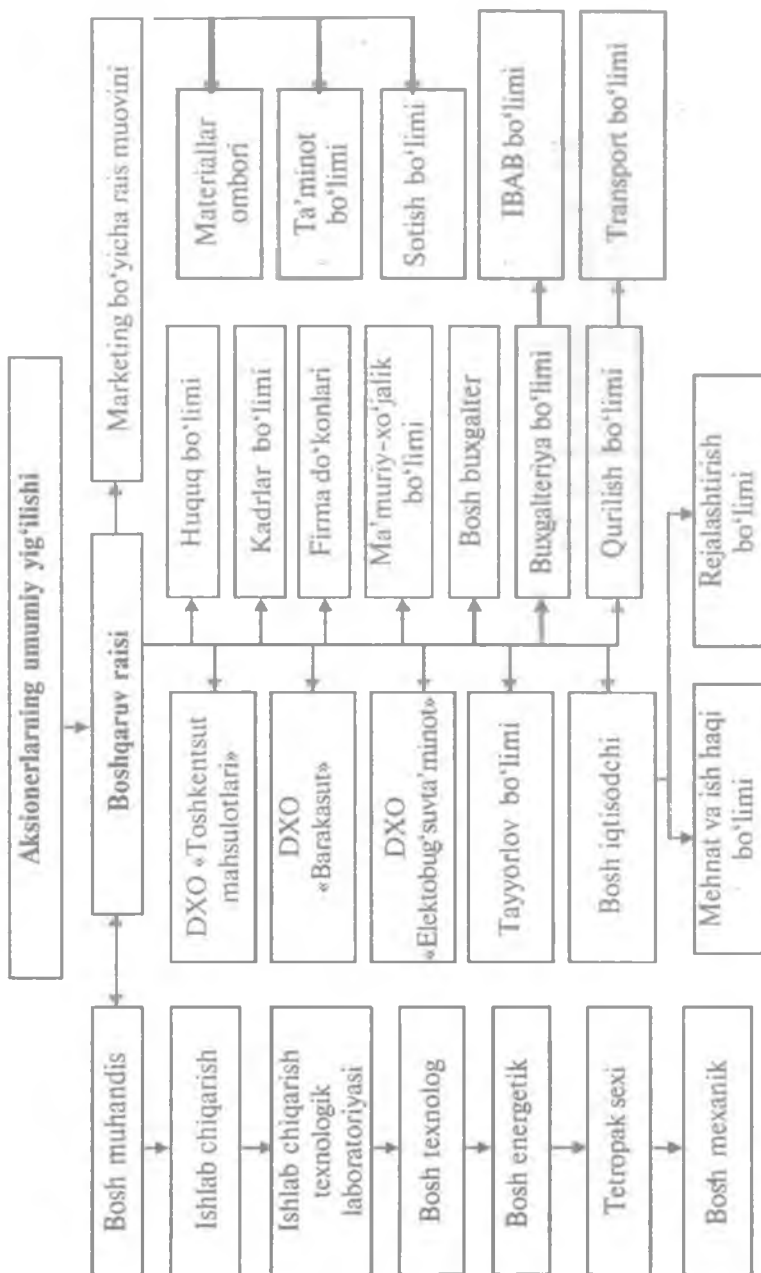 Aksionerlarning umumiy yig‘ilishi
Bosh muhandis
Boshqaruv raisi
Marketing bo‘yicha rais muovini
Ishlab chiqarish
Ishlab chiqarish
texnologik
laboratoriyasi
Bosh texnolog
Bosh energetik
Tetropak sexi
Bosh mexanik
DXO «Toshkentsut
mahsulotlari»
DXO
«Barakasut»
DXO
«Elektobug‘suvta’minot»
Tayyorlov bo‘limi
Bosh iqtisodchi
Mehnat va ish haqi
bo‘limi
Rejalashtirish
bo‘limi
Huquq bo‘limi
Kadrlar bo‘limi
Firma do‘konlari
Ma’muriy-xo‘jalik
bo‘limi
Bosh buxgalter
Buxgalteriya bo‘limi
Qurilish bo‘limi
Materiallar
ombori
Ta’minot
bo‘limi
Sotish bo‘limi
IBAB bo‘limi
Transport bo‘limi